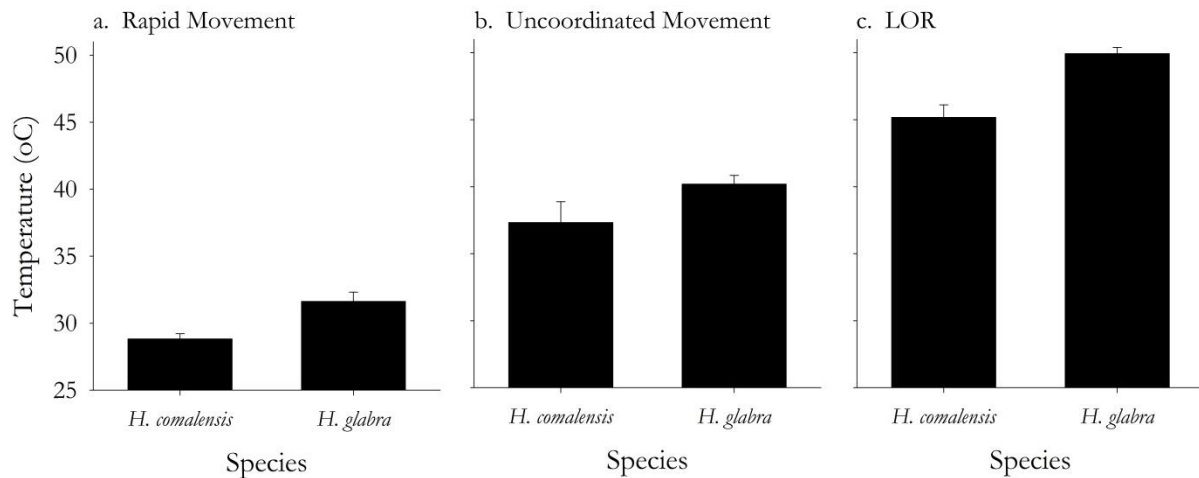 a. Rapid Movement
b. Uncoordinated Movement
c. LOR
Temperature (oC)
50
45
40
35
30
25
H. comalensis
H. glabra
H. comalensis
H. glabra
H. comalensis
H. glabra
Species
Species
Species